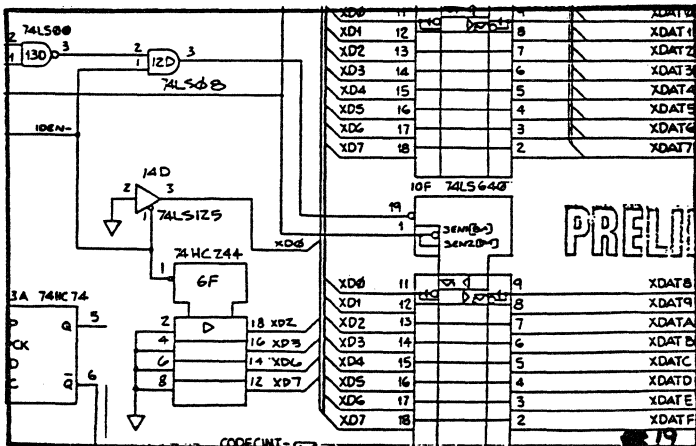 74LS00
2
1
13D
3
2
1
12D
3
74LS08
IDEN-
14D
2
3
1
74LS125
XDØ
74HC244
1
6F
2
4
6
8
18 XD2
16 XD3
14 XD6
12 XD7
3A 74HC74
P
CK
D
C
Q
Q
5
6
CODECINT-
XDØ 11 9 XDAT0
XD1 12 8 XDAT1
XD2 13 7 XDAT2
XD3 14 6 XDAT3
XD4 15 5 XDAT4
XD5 16 4 XDAT5
XD6 17 3 XDAT6
XD7 18 2 XDAT7
10F 74LS640
19
1
PRELI
XDØ 11 9 XDAT8
XD1 12 8 XDAT9
XD2 13 7 XDATA
XD3 14 6 XDATB
XD4 15 5 XDATC
XD5 16 4 XDATD
XD6 17 3 XDATE
XD7 18 2 XDATF
19